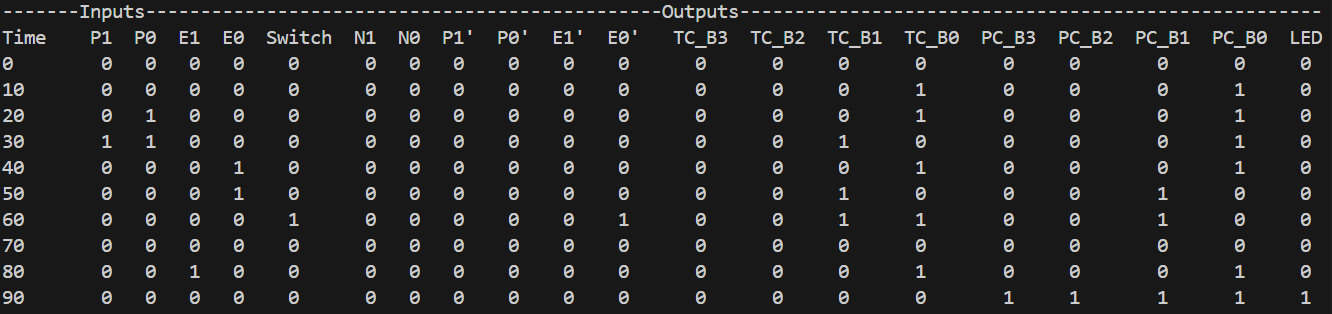 -------Inputs----------------------------------------------Outputs----------------------------------------------------
Time P1 P0 E1 E0 Switch N1 N0 P1' P0' E1' E0' TC_B3 TC_B2 TC_B1 TC_B0 PC_B3 PC_B2 PC_B1 PC_B0 LED
0 0 0 0 0 0 0 0 0 0 0 0 0 0 0 0 0 0 0 0 0
10 0 0 0 0 0 0 0 0 0 0 0 0 0 0 1 0 0 0 1 0
20 0 1 0 0 0 0 0 0 0 0 0 0 0 0 1 0 0 0 1 0
30 1 1 0 0 0 0 0 0 0 0 0 0 0 1 0 0 0 0 1 0
40 0 0 0 1 0 0 0 0 0 0 0 0 0 0 1 0 0 0 1 0
50 0 0 0 1 0 0 0 0 0 0 0 0 0 1 0 0 0 1 0 0
60 0 0 0 0 1 0 0 0 0 0 1 0 0 1 1 0 0 1 0 0
70 0 0 0 0 0 0 0 0 0 0 0 0 0 0 0 0 0 0 0 0
80 0 0 1 0 0 0 0 0 0 0 0 0 0 0 1 0 0 0 1 0
90 0 0 0 0 0 0 0 0 0 0 0 0 0 0 0 1 1 1 1 1